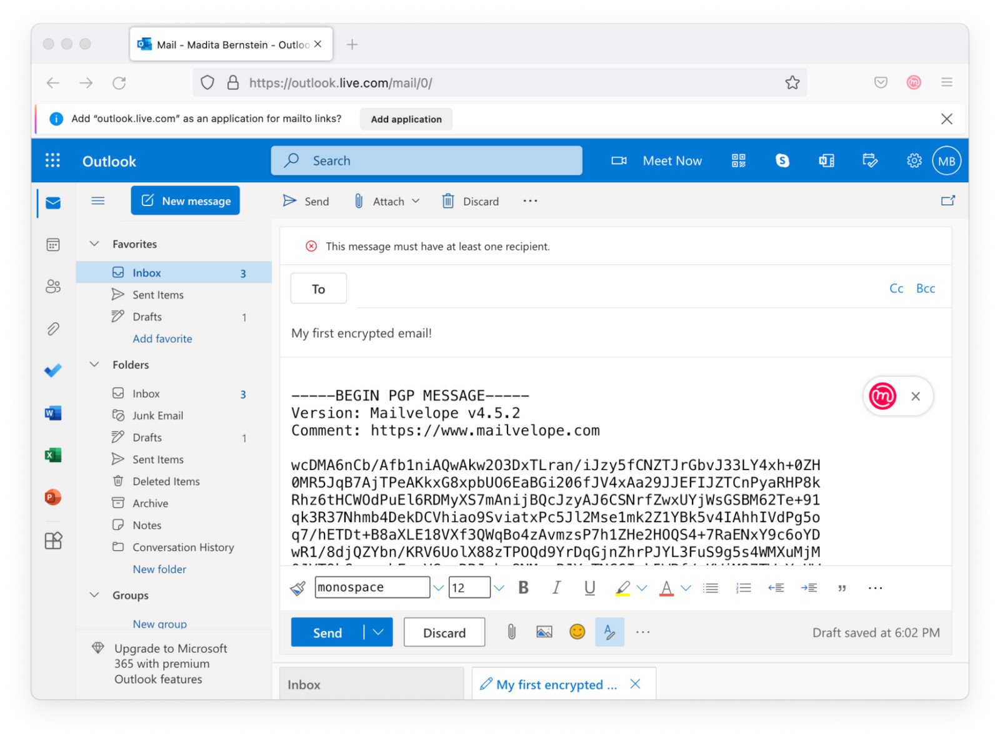 Mail - Madita Bernstein - Outloo
https://outlook.live.com/mail/0/
Add “outlook.live.com” as an application for mailto links?
Add application
Outlook
Search
Meet Now
MB
New message
Send
Attach
Discard
Favorites
Inbox 3
Sent Items
Drafts 1
Add favorite
Folders
Inbox 3
Junk Email
Drafts 1
Sent Items
Deleted Items
Archive
Notes
Conversation History
New folder
Groups
New group
Upgrade to Microsoft
365 with premium
Outlook features
This message must have at least one recipient.
To
Cc Bcc
My first encrypted email!
-----BEGIN PGP MESSAGE-----
Version: Mailvelope v4.5.2
Comment: https://www.mailvelope.com
wcDMA6nCb/Afb1niAQwAkw2O3DxTLran/iJzy5fCNZTJrGbvJ33LY4xh+0ZH
0MR5JqB7AjTPeAKkxG8xpbUO6EaBGi206fJV4xAa29JJEFIJZTCnPyaRHP8k
Rhz6tHCWOdPuEl6RDMyXS7mAnijBQcJzyAJ6CSNrfZwxUYjWsGSBM62Te+91
qk3R37Nhmb4DekDCVhiao9SviatxPc5Jl2Mse1mk2Z1YBk5v4IAhhIVdPg5o
q7/hETDt+B8aXLE18VXf3QWqBo4zAvmzsP7h1ZHe2HOQS4+7RaENxY9c6oYD
wR1/8djQZYbn/KRV6UolX88zTPOQd9YrDqGjnZhrPJYL3FuS9g5s4WMXuMjM
monospace
12
B I U
A
Send
Discard
Draft saved at 6:02 PM
Inbox
My first encrypted ...